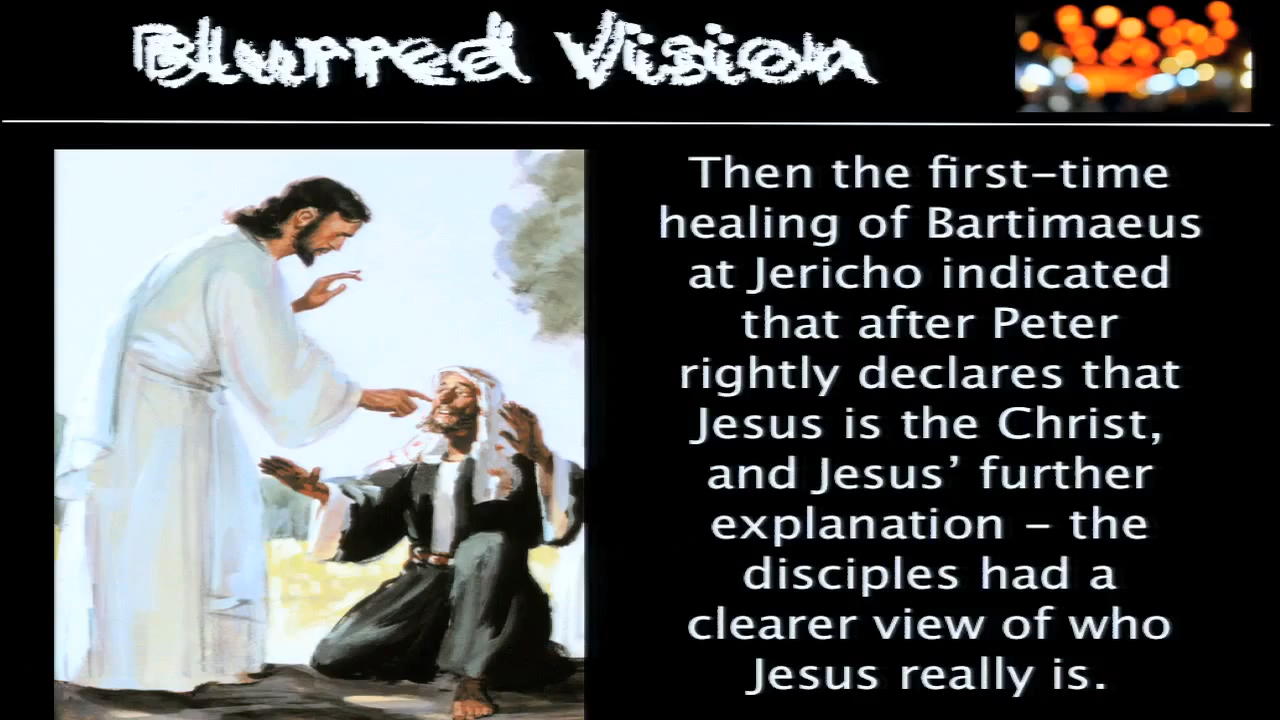 Blurred Vision
Then the first-time
healing of Bartimaeus
at Jericho indicated
that after Peter
rightly declares that
Jesus is the Christ,
and Jesus’ further
explanation – the
disciples had a
clearer view of who
Jesus really is.